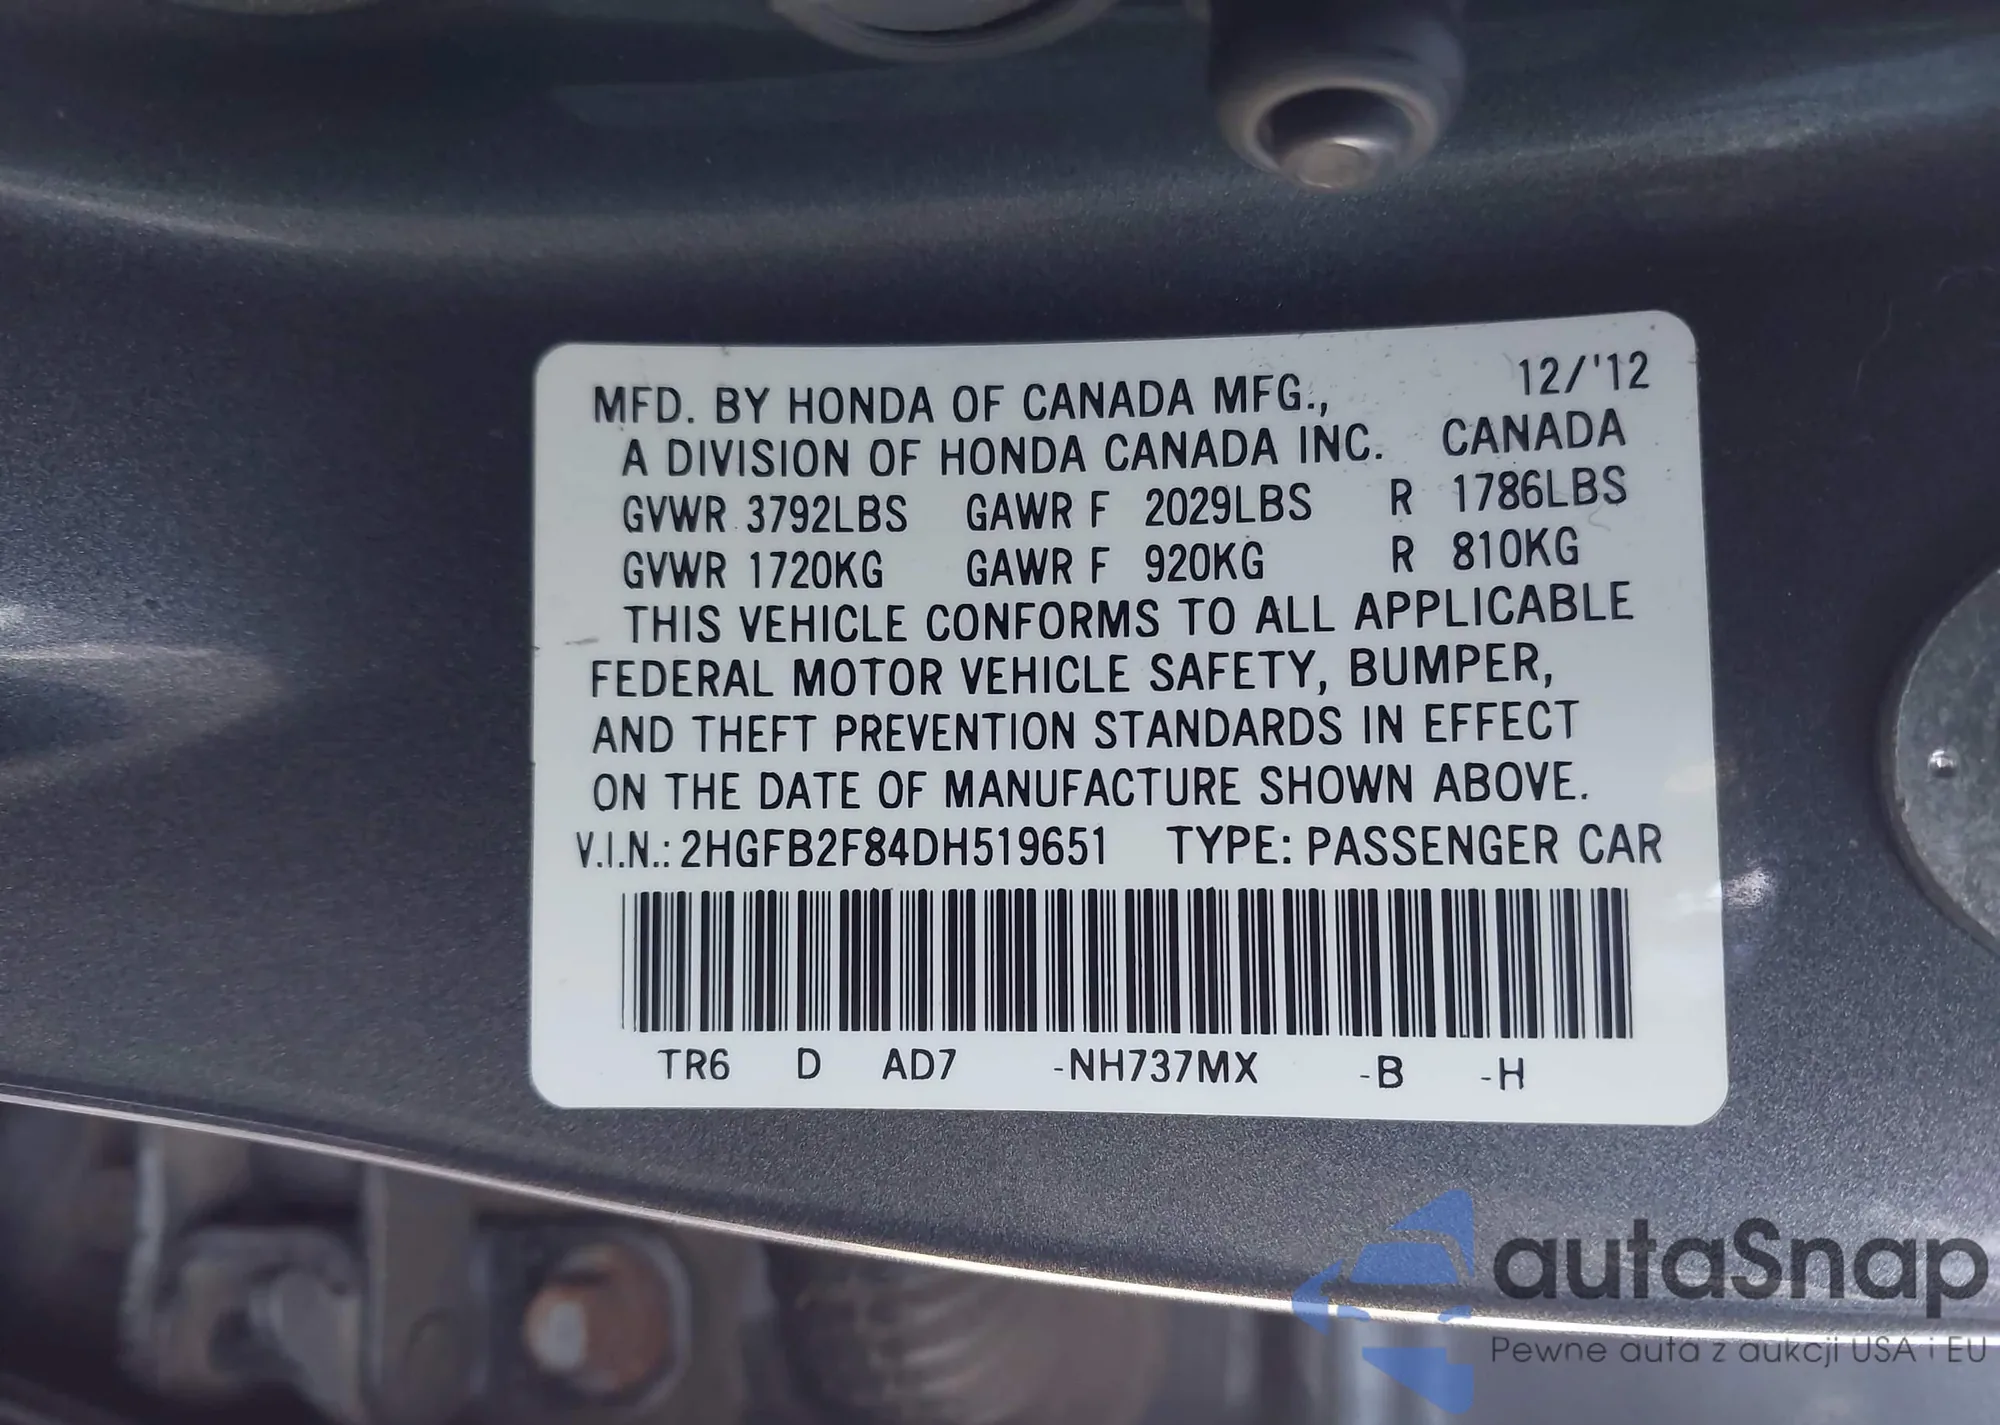 MFD. BY HONDA OF CANADA MFG., 12/'12
A DIVISION OF HONDA CANADA INC. CANADA
GVWR 3792LBS GAWR F 2029LBS R 1786LBS
GVWR 1720KG GAWR F 920KG R 810KG
THIS VEHICLE CONFORMS TO ALL APPLICABLE
FEDERAL MOTOR VEHICLE SAFETY, BUMPER,
AND THEFT PREVENTION STANDARDS IN EFFECT
ON THE DATE OF MANUFACTURE SHOWN ABOVE.
V.I.N.: 2HGFB2F84DH519651 TYPE: PASSENGER CAR
TR6 D AD7 -NH737MX -B -H
autaSnap
Pewne auta z aukcji USA i EU